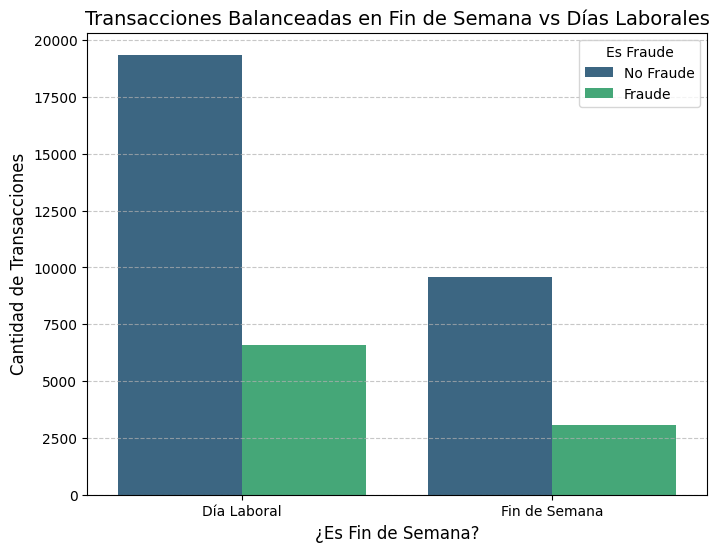 Transacciones Balanceadas en Fin de Semana vs Días Laborales
Es Fraude
No Fraude
Fraude
Cantidad de Transacciones
20000
17500
15000
12500
10000
7500
5000
2500
0
Día Laboral
Fin de Semana
¿Es Fin de Semana?